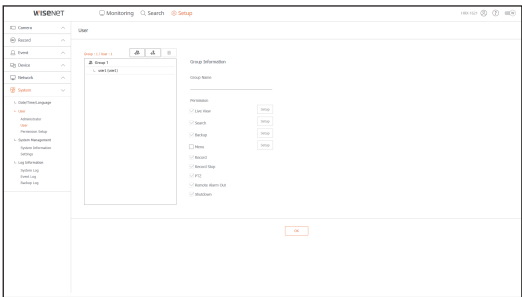 WISENET
Monitoring Search Setup
Camera
Record
Event
Device
Network
System
Date/Time/Language
User
Administrator
User
Permission Setup
System Management
System Information
Settings
Log Information
System Log
Event Log
Backup Log
User
Group 1
user1 (user1)
Group Information
Group Name
Permission
Live View Setup
Search Setup
Backup Setup
Menu Setup
Record
Record Stop
PTZ
Remote Alarm Out
Shutdown
OK